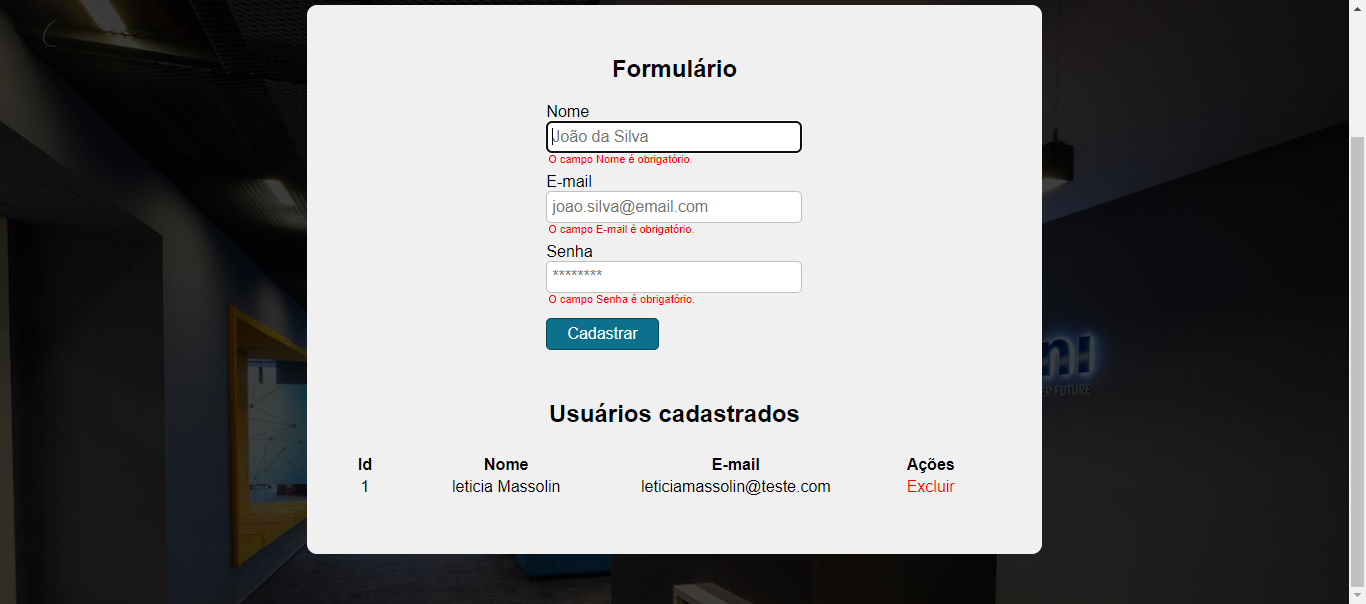 Formulário
Nome
João da Silva
O campo Nome é obrigatório.
E-mail
joao.silva@email.com
O campo E-mail é obrigatório.
Senha
********
O campo Senha é obrigatório.
Cadastrar
Usuários cadastrados
Id Nome E-mail Ações
1 leticia Massolin leticiamassolin@teste.com Excluir
FUTURE